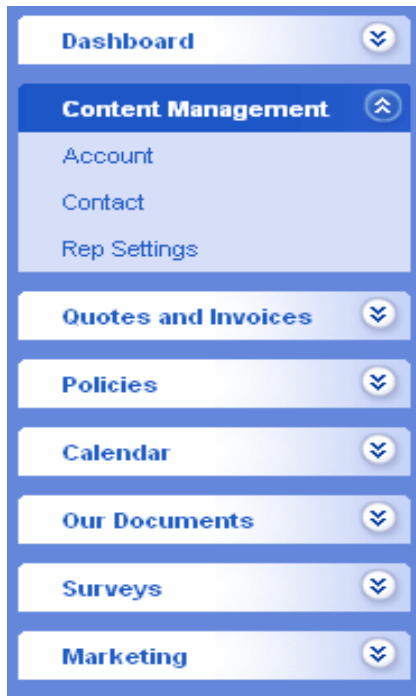 Dashboard
Content Management
Account
Contact
Rep Settings
Quotes and Invoices
Policies
Calendar
Our Documents
Surveys
Marketing